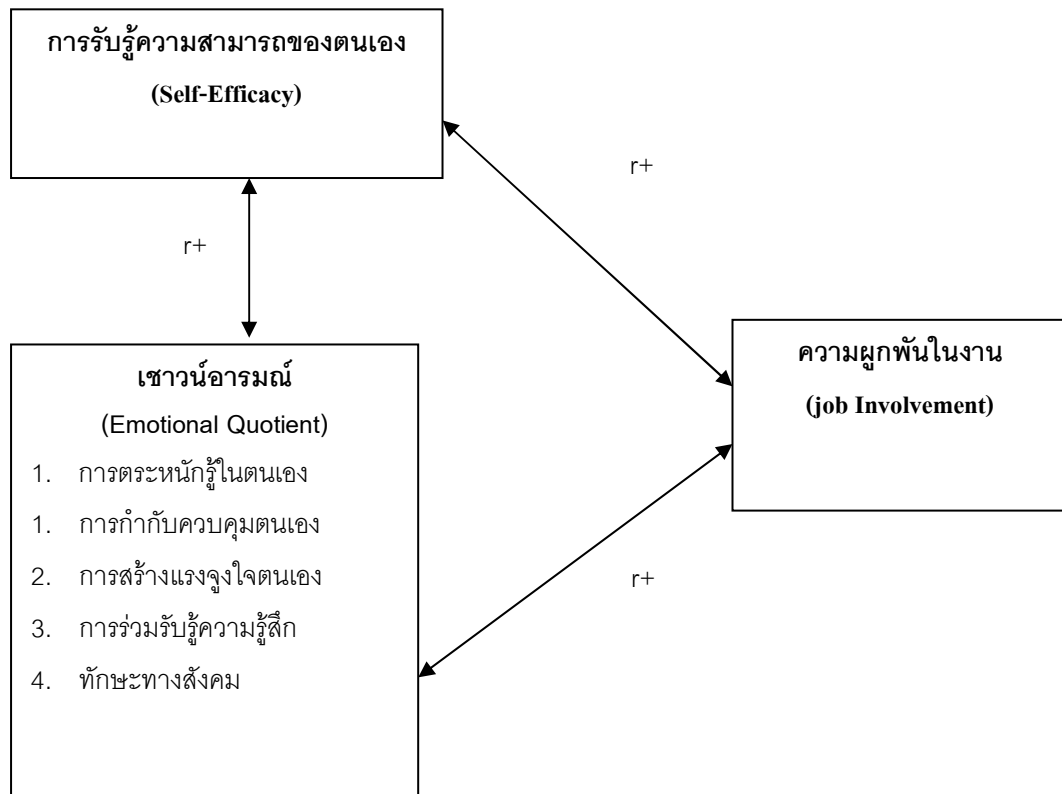 การรับรู้ความสามารถของตนเอง
(Self-Efficacy)
r+
r+
เชาวน์อารมณ์
(Emotional Quotient)
1. การตระหนักรู้ในตนเอง
1. การกำกับควบคุมตนเอง
2. การสร้างแรงจูงใจตนเอง
3. การร่วมรับรู้ความรู้สึก
4. ทักษะทางสังคม
ความผูกพันในงาน
(job Involvement)
r+